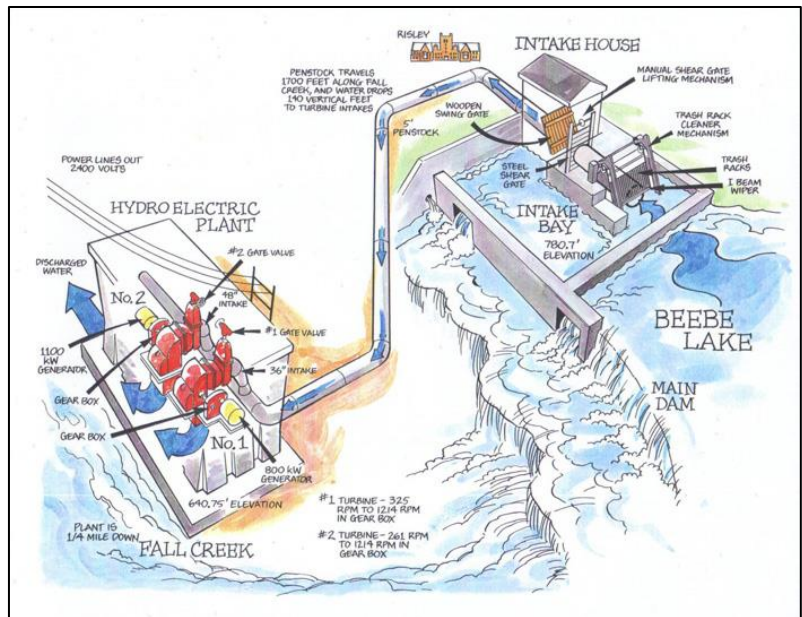 RISLEY
INTAKE HOUSE
PENSTOCK TRAVELS
1700 FEET ALONG FALL
CREEK, AND WATER DROPS
140 VERTICAL FEET
TO TURBINE INTAKES
MANUAL SHEAR GATE
LIFTING MECHANISM
WOODEN
SWING GATE
TRASH RACK
CLEANER
MECHANISM
5'
PENSTOCK
STEEL
SHEAR
GATE
TRASH
RACKS
I BEAM
WIPER
INTAKE
BAY
780.7'
ELEVATION
BEEBE
LAKE
MAIN
DAM
POWER LINES OUT
2400 VOLTS
HYDRO ELECTRIC
PLANT
#2 GATE VALVE
DISCHARGED
WATER
No. 2
48"
INTAKE
#1 GATE VALVE
1100
KW
GENERATOR
36" INTAKE
GEAR BOX
GEAR BOX
No. 1
800 KW
GENERATOR
640.75' ELEVATION
#1 TURBINE - 325
RPM TO 1214 RPM
IN GEAR BOX
#2 TURBINE - 261 RPM
TO 1214 RPM IN
GEAR BOX
PLANT IS
1/4 MILE DOWN
FALL CREEK